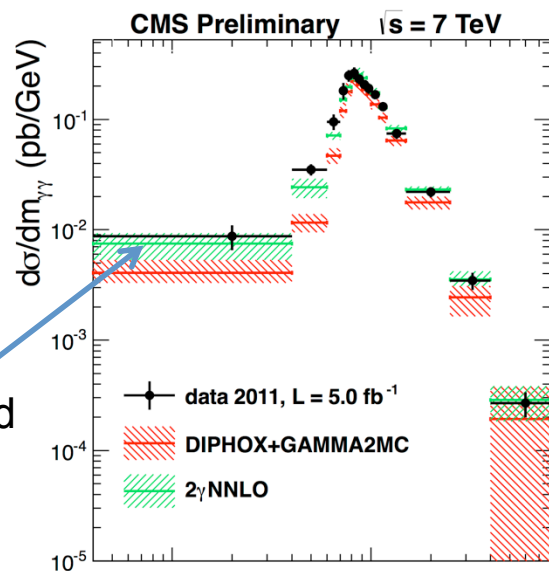 CMS Preliminary √s = 7 TeV
dσ/dmγγ (pb/GeV)
10⁻¹
10⁻²
10⁻³
10⁻⁴
10⁻⁵
data 2011, L = 5.0 fb⁻¹
DIPHOX+GAMMA2MC
2γNNLO
d